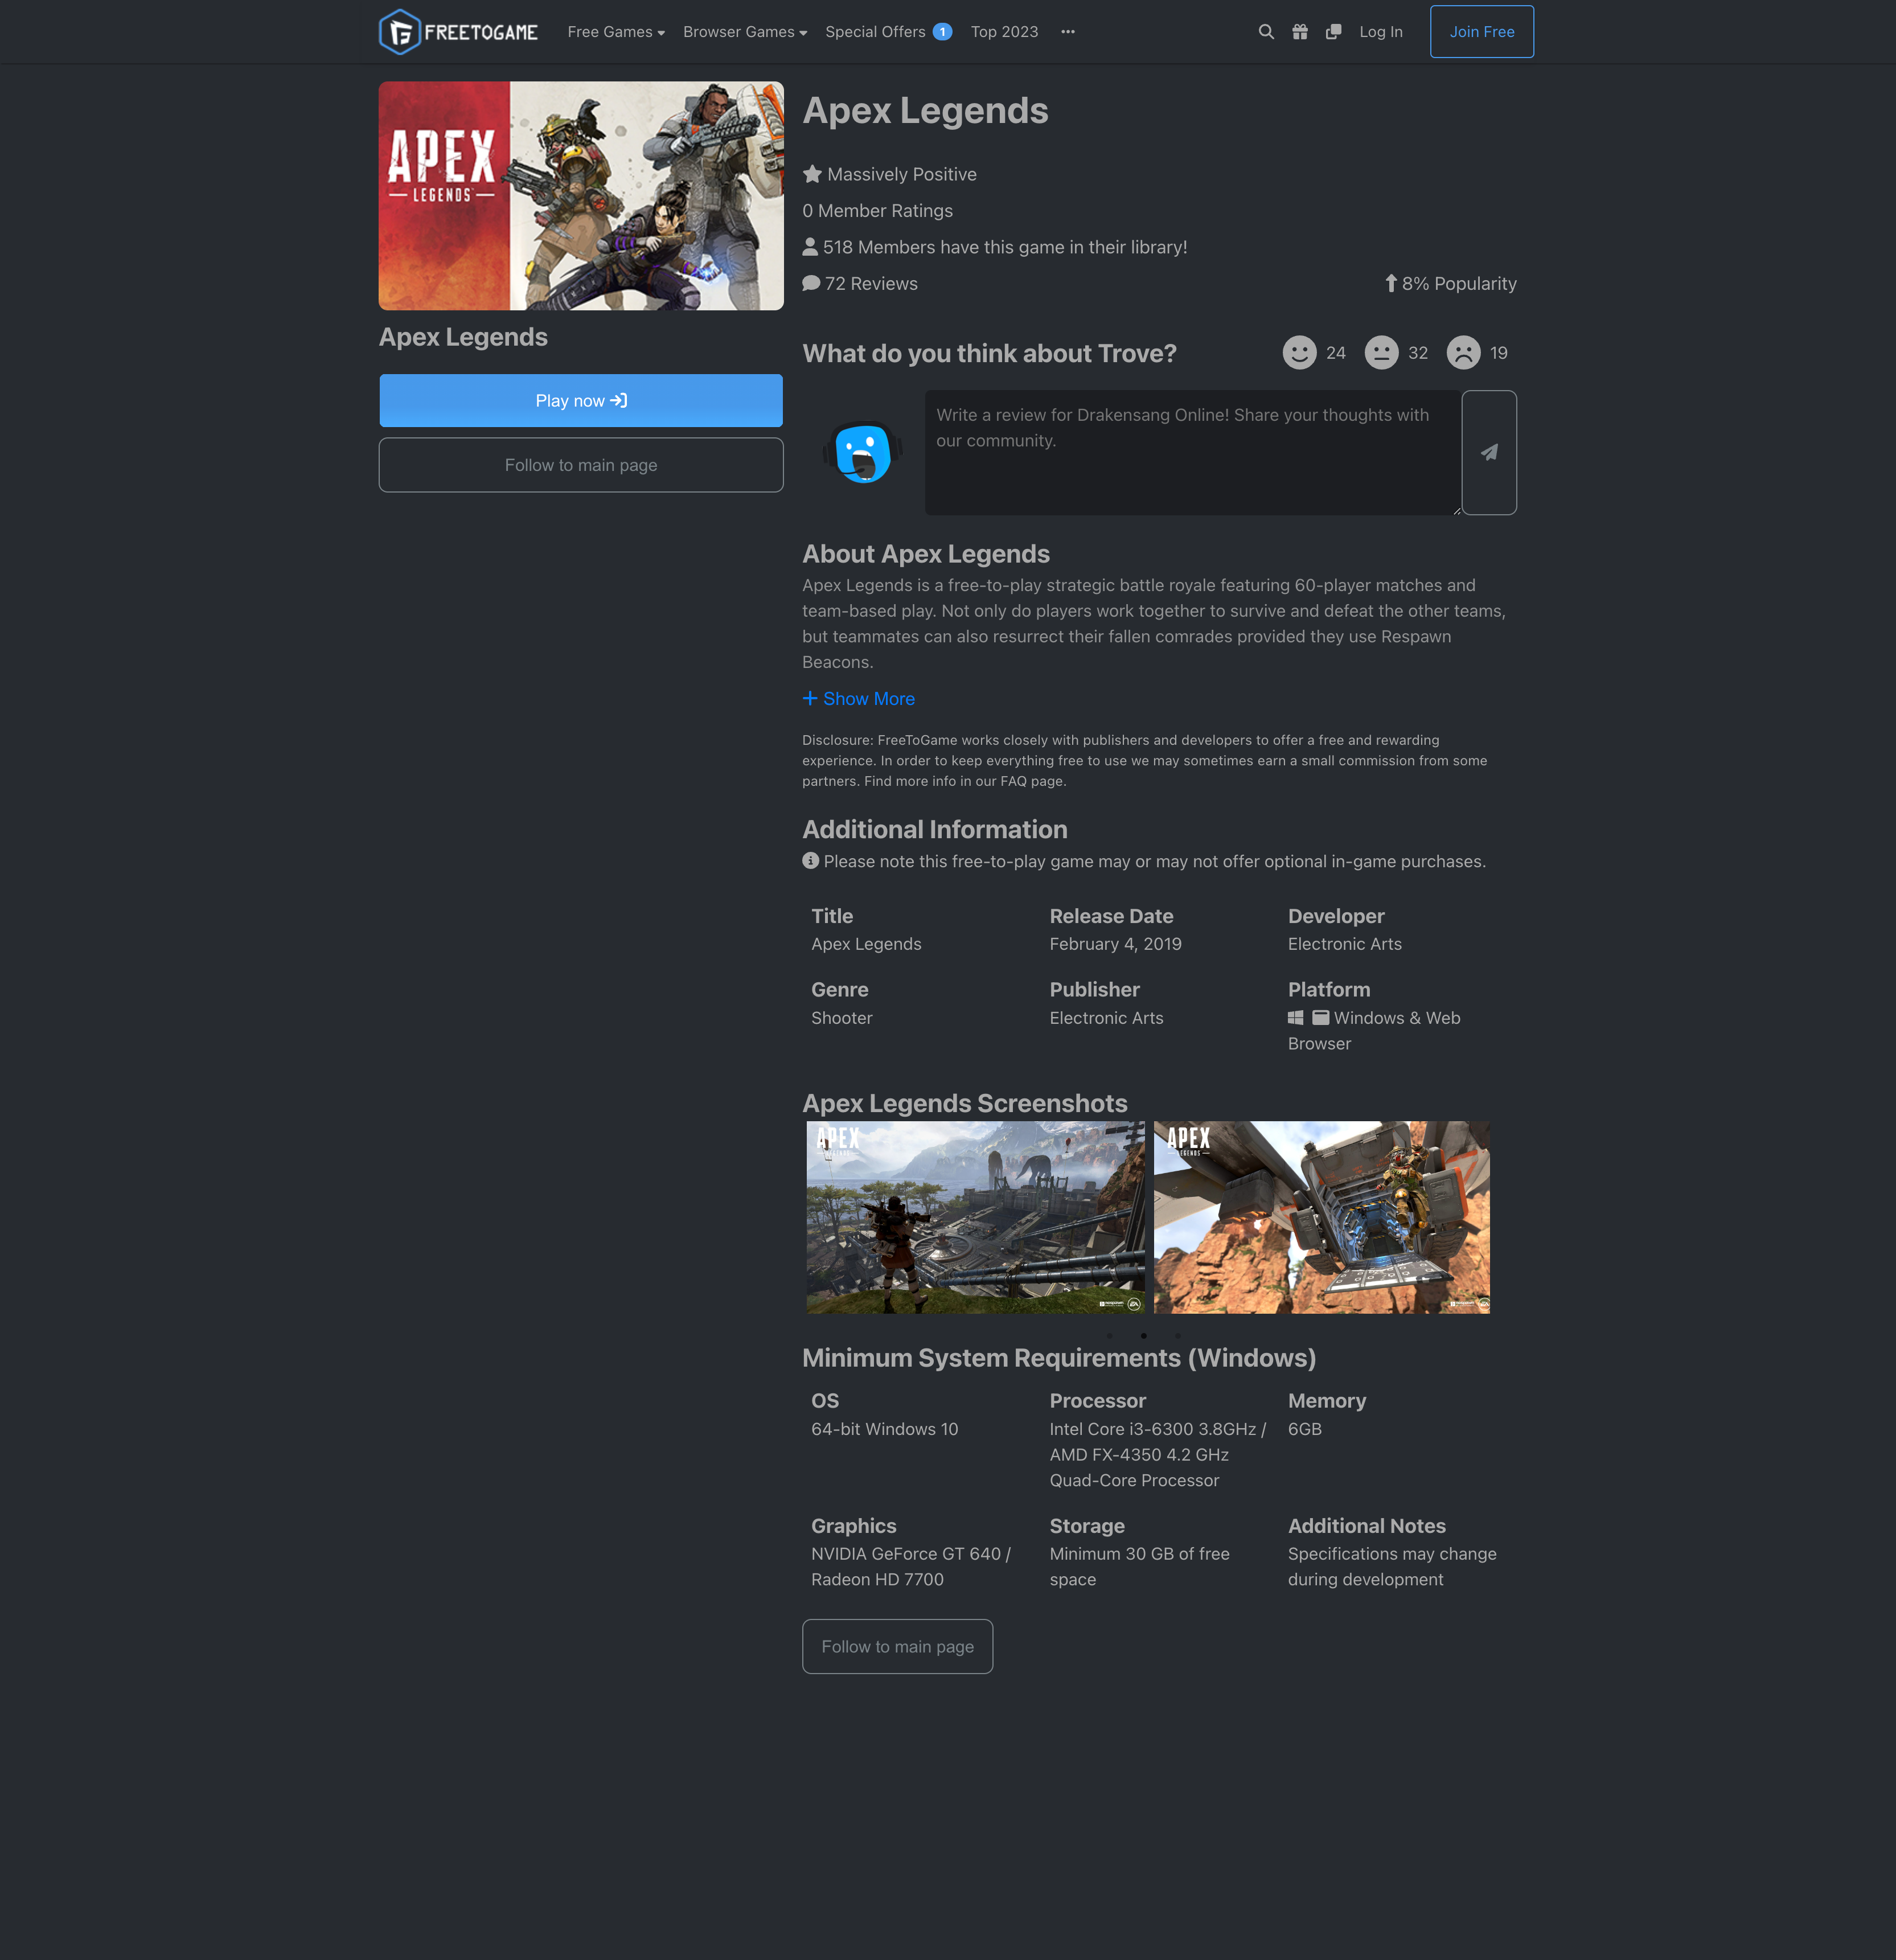 FREETOGAME
Free Games
Browser Games
Special Offers 1
Top 2023
Log In
Join Free
APEX
LEGENDS
Apex Legends
Play now
Follow to main page
Apex Legends
Massively Positive
0 Member Ratings
518 Members have this game in their library!
72 Reviews
8% Popularity
What do you think about Trove?
24
32
19
Write a review for Drakensang Online! Share your thoughts with
our community.
About Apex Legends
Apex Legends is a free-to-play strategic battle royale featuring 60-player matches and
team-based play. Not only do players work together to survive and defeat the other teams,
but teammates can also resurrect their fallen comrades provided they use Respawn
Beacons.
Show More
Disclosure: FreeToGame works closely with publishers and developers to offer a free and rewarding
experience. In order to keep everything free to use we may sometimes earn a small commission from some
partners. Find more info in our FAQ page.
Additional Information
Please note this free-to-play game may or may not offer optional in-game purchases.
Title
Apex Legends
Release Date
February 4, 2019
Developer
Electronic Arts
Genre
Shooter
Publisher
Electronic Arts
Platform
Windows & Web
Browser
Apex Legends Screenshots
APEX
LEGENDS
EA
APEX
LEGENDS
Minimum System Requirements (Windows)
OS
64-bit Windows 10
Processor
Intel Core i3-6300 3.8GHz /
AMD FX-4350 4.2 GHz
Quad-Core Processor
Memory
6GB
Graphics
NVIDIA GeForce GT 640 /
Radeon HD 7700
Storage
Minimum 30 GB of free
space
Additional Notes
Specifications may change
during development
Follow to main page